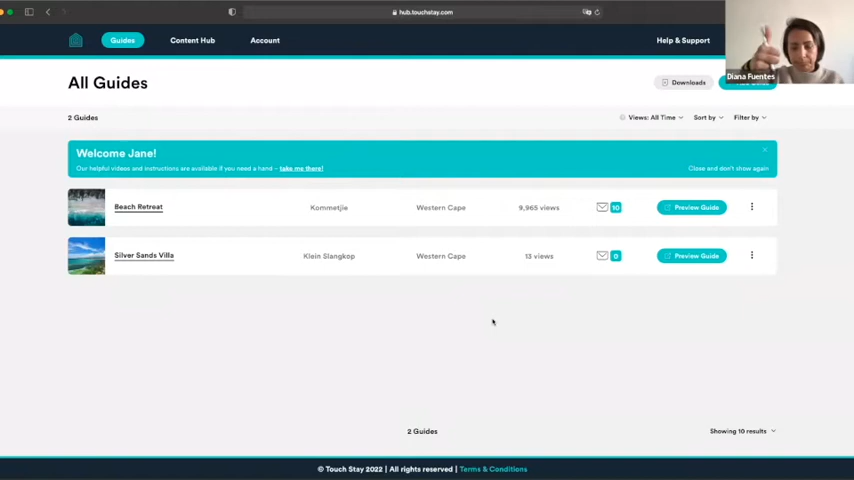 hub.touchstay.com
Guides
Content Hub
Account
Help & Support
Diana Fuentes
All Guides
Downloads
2 Guides
Views: All Time
Sort by
Filter by
Welcome Jane!
Our helpful videos and instructions are available if you need a hand – take me there!
Close and don't show again
Beach Retreat
Kommetjie
Western Cape
9,965 views
10
Preview Guide
Silver Sands Villa
Klein Slangkop
Western Cape
13 views
0
Preview Guide
2 Guides
Showing 10 results
© Touch Stay 2022 | All rights reserved | Terms & Conditions